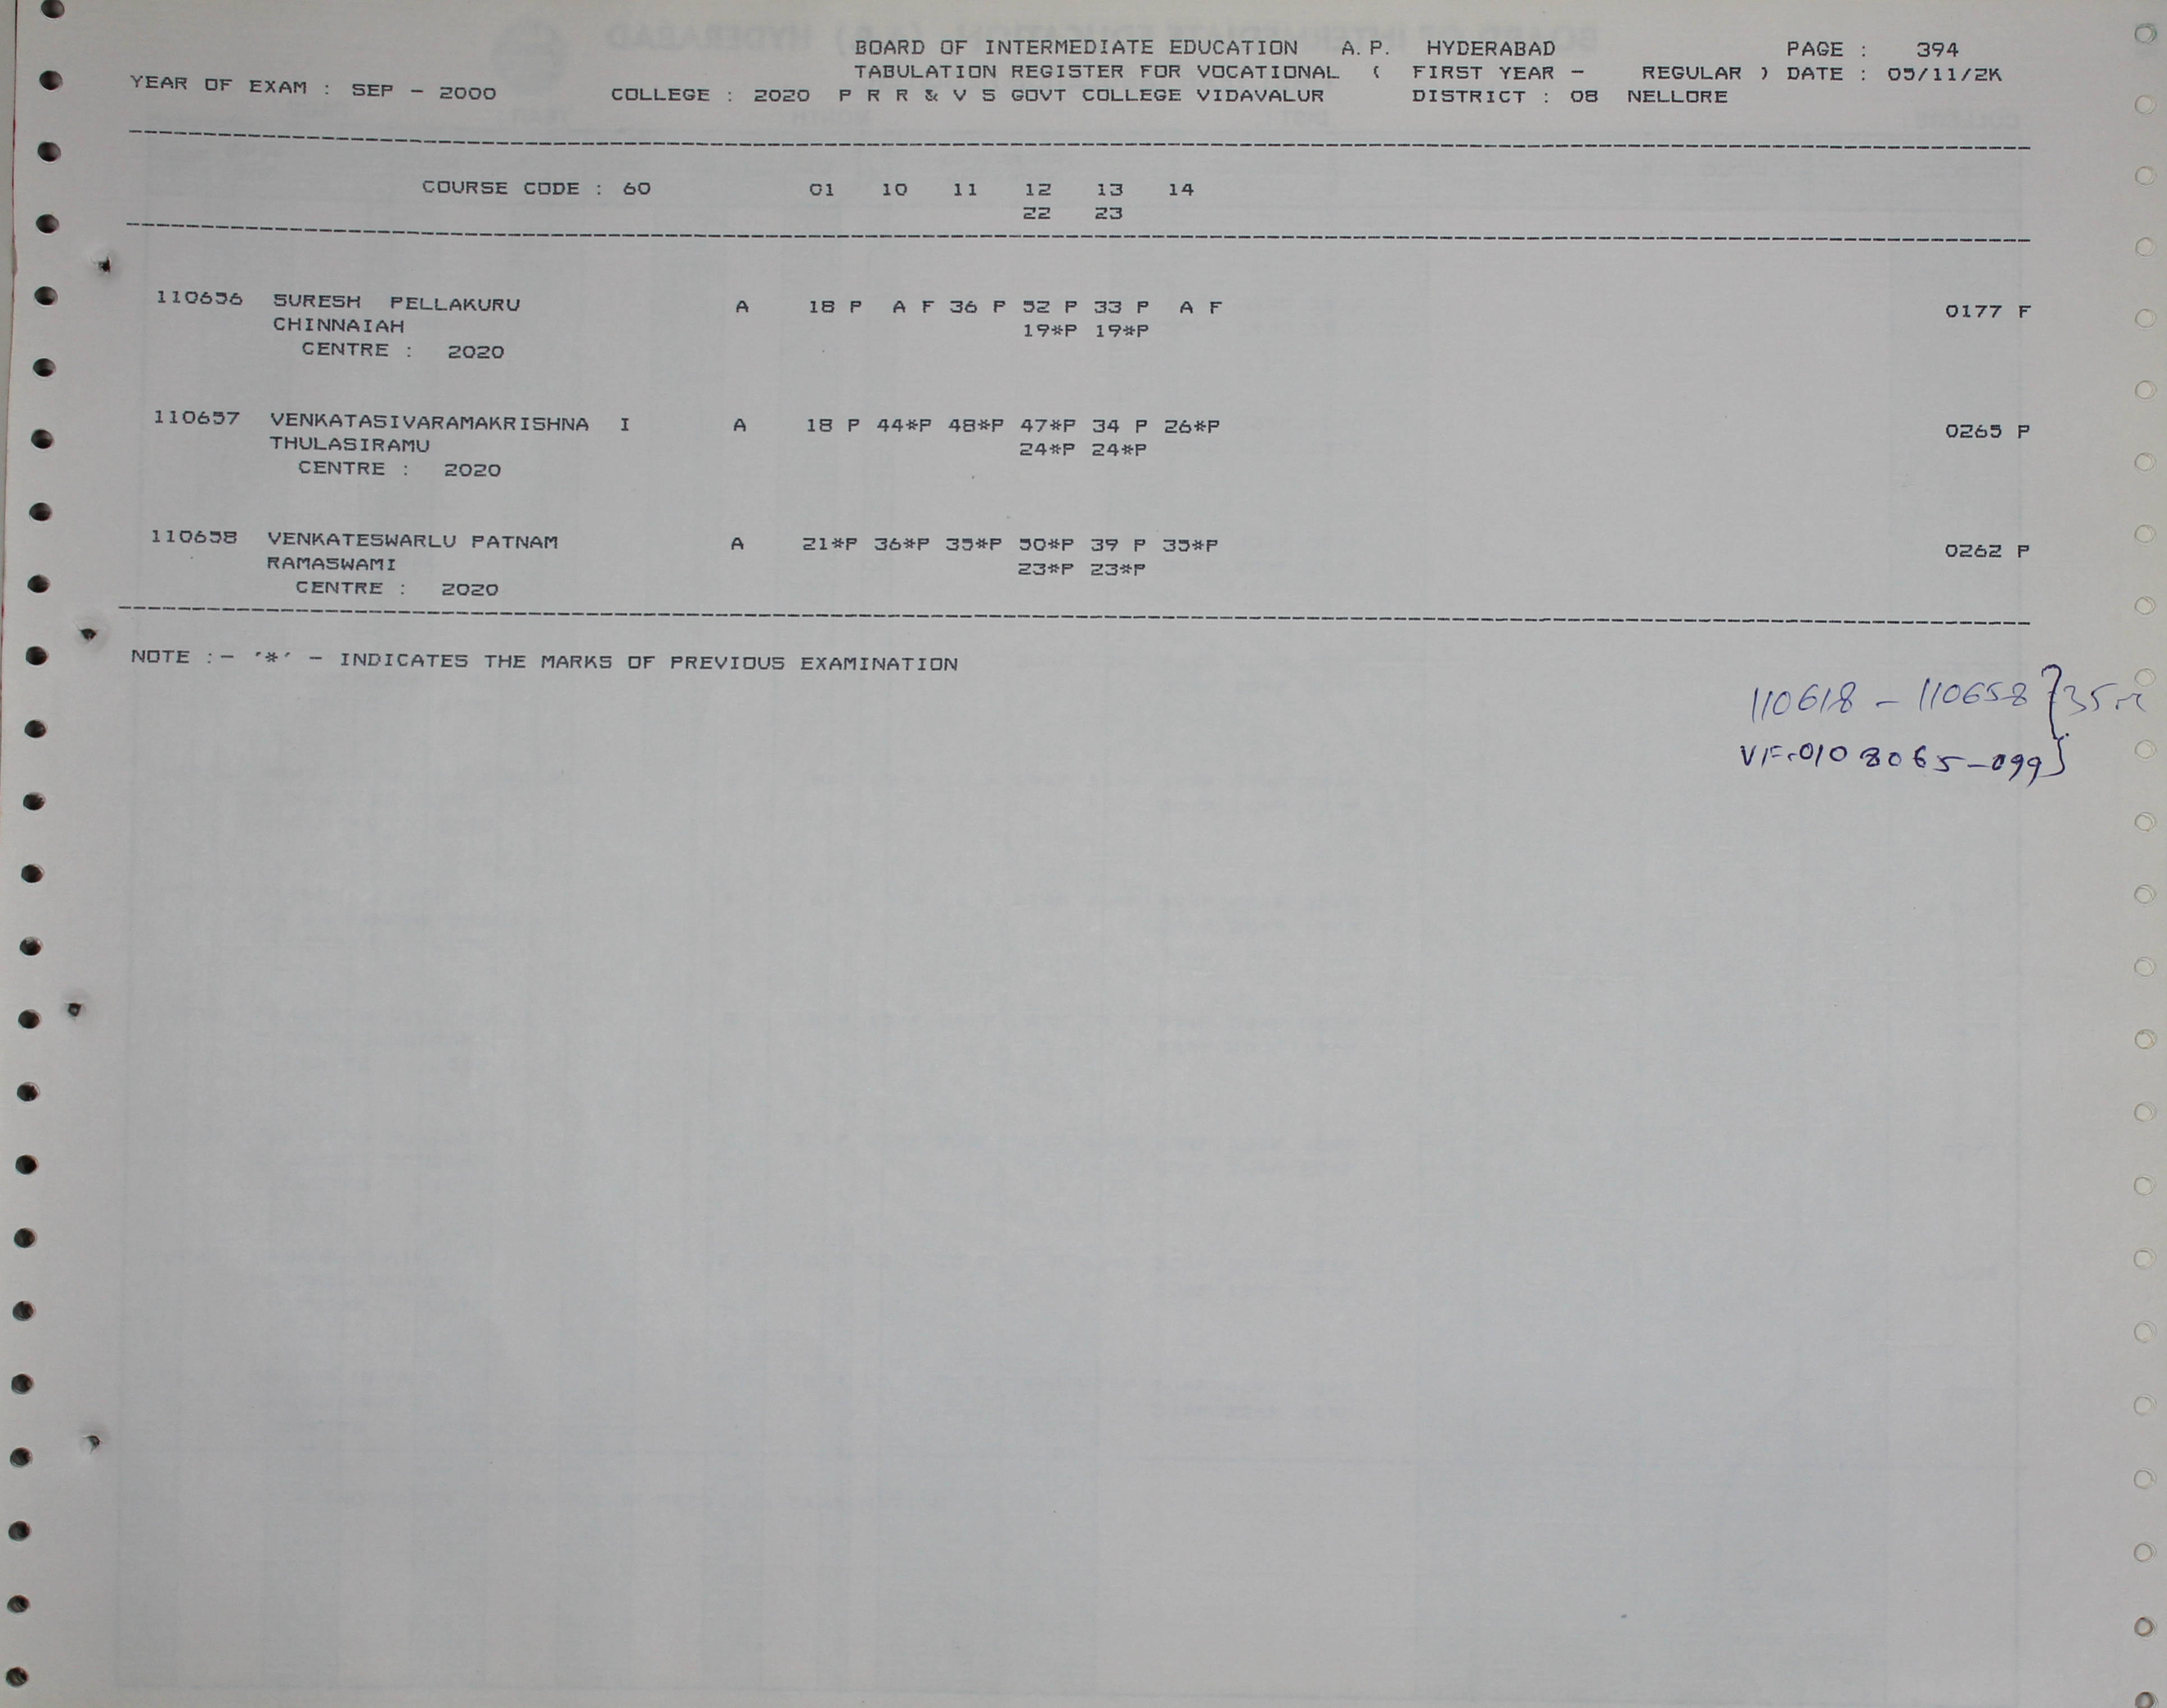 BOARD OF INTERMEDIATE EDUCATION A.P. HYDERABAD PAGE : 394
TABULATION REGISTER FOR VOCATIONAL ( FIRST YEAR - REGULAR ) DATE : 05/11/2K
YEAR OF EXAM : SEP - 2000 COLLEGE : 2020 P R R & V S GOVT COLLEGE VIDAVALUR DISTRICT : 08 NELLORE
COURSE CODE : 60 01 10 11 12 13 14
22 23
110656 SURESH PELLAKURU A 18 P A F 36 P 52 P 33 P A F 0177 F
CHINNAIAH 19*P 19*P
CENTRE : 2020
110657 VENKATASIVARAMAKRISHNA I A 18 P 44*P 48*P 47*P 34 P 26*P 0265 P
THULASIRAMU 24*P 24*P
CENTRE : 2020
110658 VENKATESWARLU PATNAM A 21*P 36*P 35*P 50*P 39 P 35*P 0262 P
RAMASWAMI 23*P 23*P
CENTRE : 2020
NOTE :- '*' - INDICATES THE MARKS OF PREVIOUS EXAMINATION
110618 - 110658 } 35
VF-0108065-099